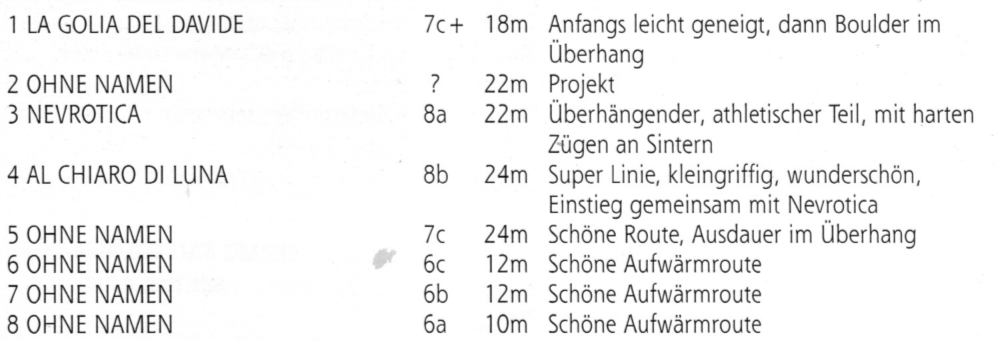 1 LA GOLIA DEL DAVIDE 7c+ 18m Anfangs leicht geneigt, dann Boulder im
Überhang
2 OHNE NAMEN ? 22m Projekt
3 NEVROTICA 8a 22m Überhängender, athletischer Teil, mit harten
Zügen an Sintern
4 AL CHIARO DI LUNA 8b 24m Super Linie, kleingriffig, wunderschön,
Einstieg gemeinsam mit Nevrotica
5 OHNE NAMEN 7c 24m Schöne Route, Ausdauer im Überhang
6 OHNE NAMEN 6c 12m Schöne Aufwärmroute
7 OHNE NAMEN 6b 12m Schöne Aufwärmroute
8 OHNE NAMEN 6a 10m Schöne Aufwärmroute